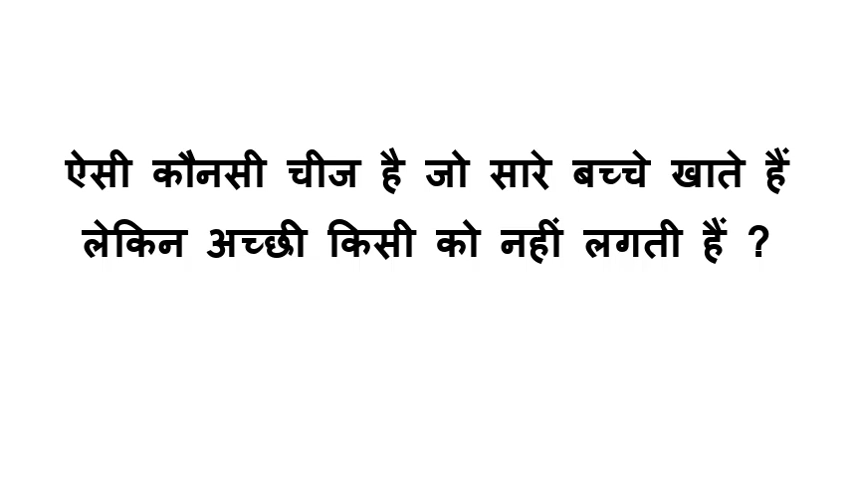 ऐसी कौनसी चीज है जो सारे बच्चे खाते हैं
लेकिन अच्छी किसी को नहीं लगती हैं ?